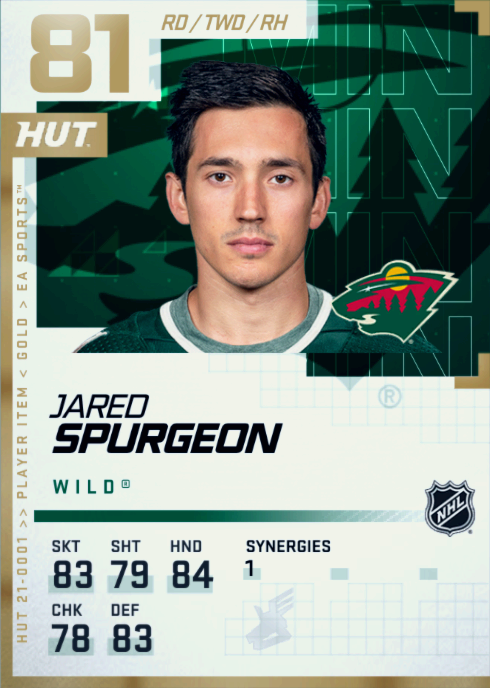 81
RD / TWD / RH
HUT
MIN
MIN
MIN
MIN
HUT 21-0001 >> PLAYER ITEM < GOLD > EA SPORTS™
®
JARED
SPURGEON
WILD®
NHL
SKT SHT HND SYNERGIES
83 79 84 1
CHK DEF
78 83